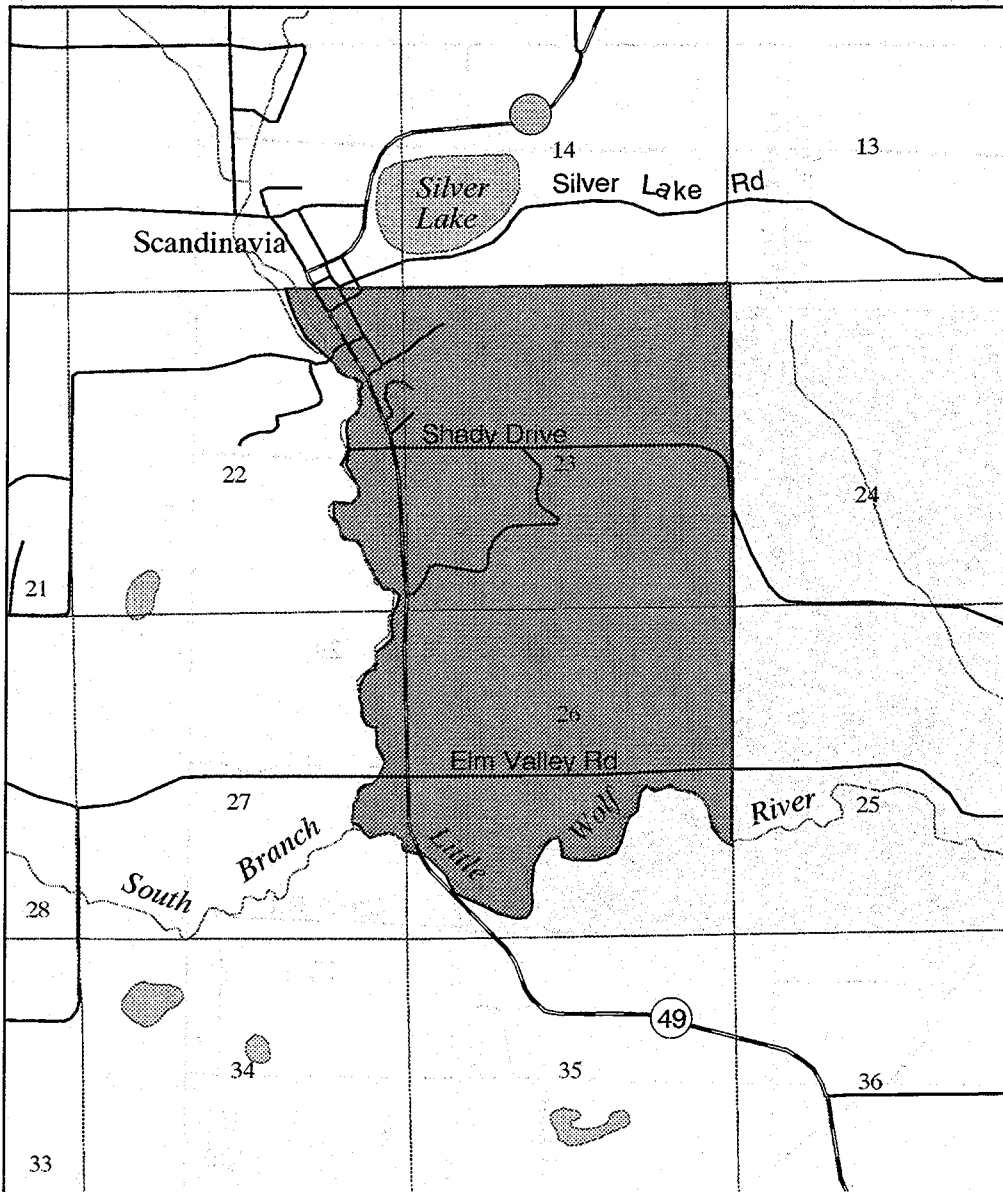 14
13
Silver Lake Rd
Silver
Lake
Scandinavia
Shady Drive
23
22
24
21
26
Elm Valley Rd
27
Branch
Little
Wolf
River
25
South
28
49
34
35
36
33